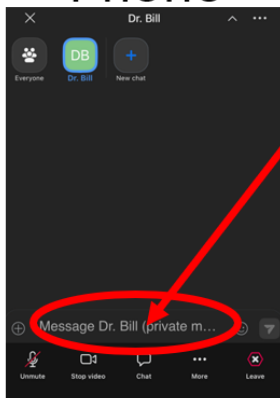 Phone
Dr. Bill
DB
Everyone
Dr. Bill
New chat
Message Dr. Bill (private m...
Unmute
Stop video
Chat
More
Leave